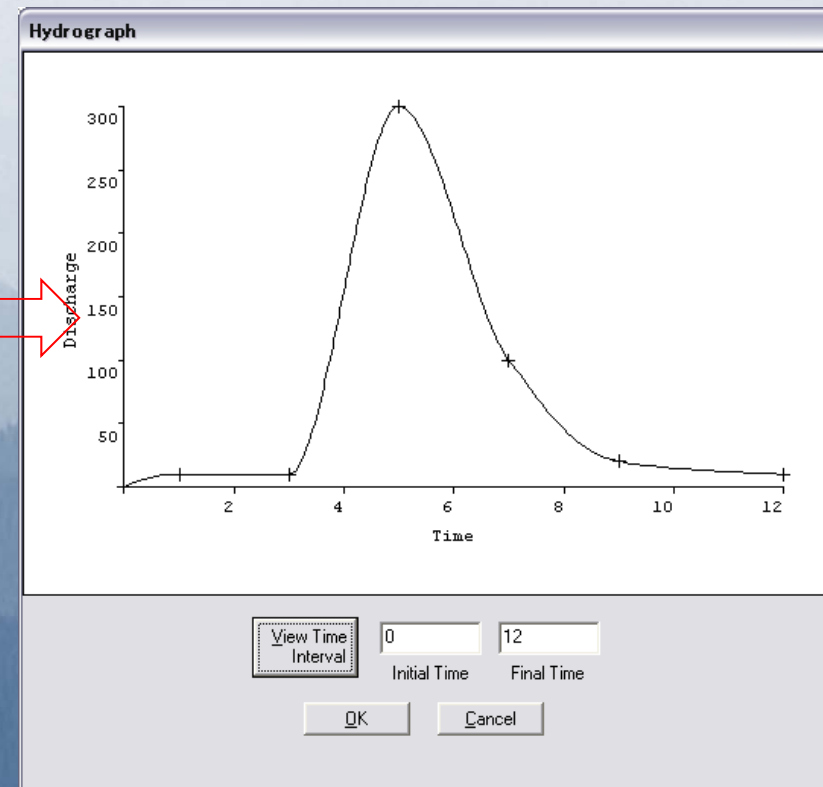 Hydrograph
300
250
200
150
100
50
Discharge
2 4 6 8 10 12
Time
View Time
Interval
0
12
Initial Time
Final Time
OK
Cancel